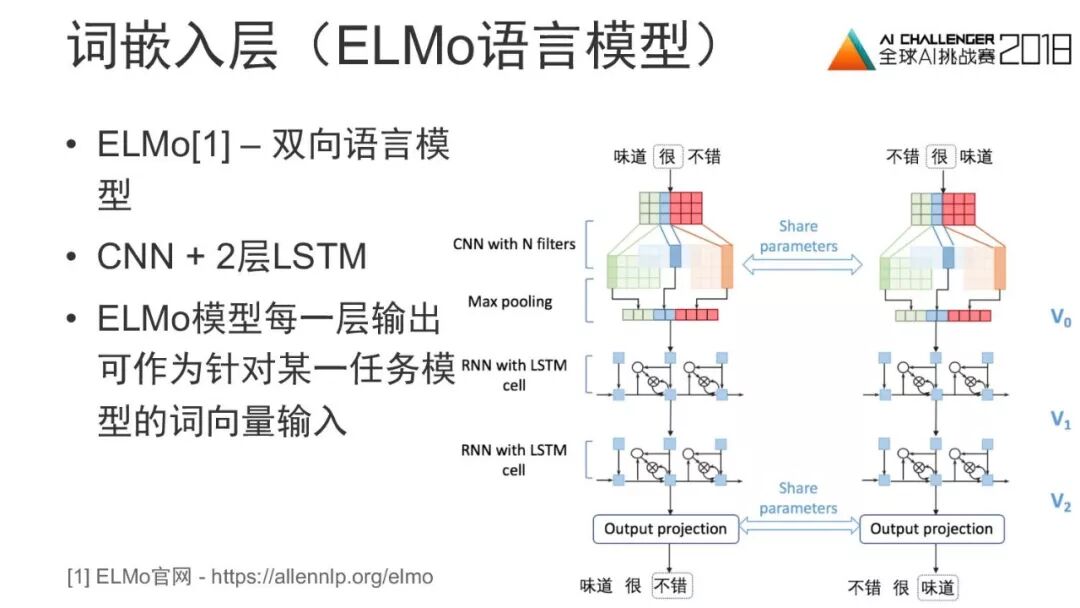 词嵌入层（ELMo语言模型）
AI CHALLENGER
全球AI挑战赛
2018
• ELMo[1] – 双向语言模
型
• CNN + 2层LSTM
• ELMo模型每一层输出
可作为针对某一任务模
型的词向量输入
味道 很 不错
不错 很 味道
CNN with N filters
Share
parameters
Max pooling
V0
RNN with LSTM
cell
V1
RNN with LSTM
cell
Share
parameters
V2
Output projection
Output projection
味道 很 不错
不错 很 味道
[1] ELMo官网 - https://allennlp.org/elmo